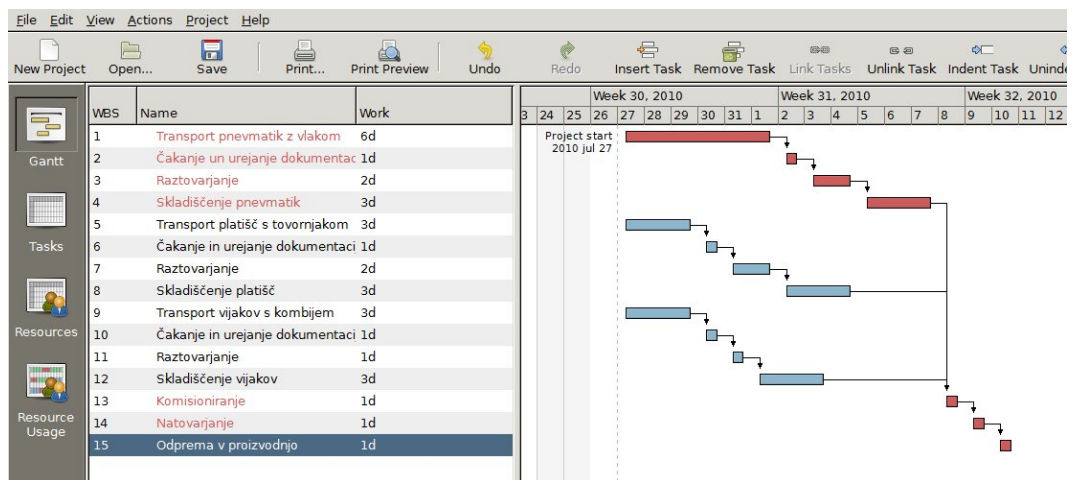 File Edit View Actions Project Help
New Project Open... Save Print... Print Preview Undo Redo Insert Task Remove Task Link Tasks Unlink Task Indent Task Uninde
Gantt
Tasks
Resources
Resource
Usage
WBS Name Work
1 Transport pnevmatik z vlakom 6d
2 Čakanje un urejanje dokumentac 1d
3 Raztovarjanje 2d
4 Skladiščenje pnevmatik 3d
5 Transport platišč s tovornjakom 3d
6 Čakanje in urejanje dokumentaci 1d
7 Raztovarjanje 2d
8 Skladiščenje platišč 3d
9 Transport vijakov s kombijem 3d
10 Čakanje in urejanje dokumentaci 1d
11 Raztovarjanje 1d
12 Skladiščenje vijakov 3d
13 Komisioniranje 1d
14 Natovarjanje 1d
15 Odprema v proizvodnjo 1d
Week 30, 2010 Week 31, 2010 Week 32, 2010
3 24 25 26 27 28 29 30 31 1 2 3 4 5 6 7 8 9 10 11 12
Project start
2010 jul 27